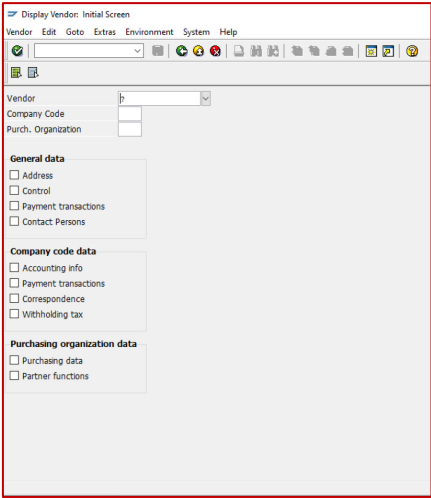 Display Vendor: Initial Screen
Vendor Edit Goto Extras Environment System Help
Vendor ?
Company Code
Purch. Organization
General data
Address
Control
Payment transactions
Contact Persons
Company code data
Accounting info
Payment transactions
Correspondence
Withholding tax
Purchasing organization data
Purchasing data
Partner functions